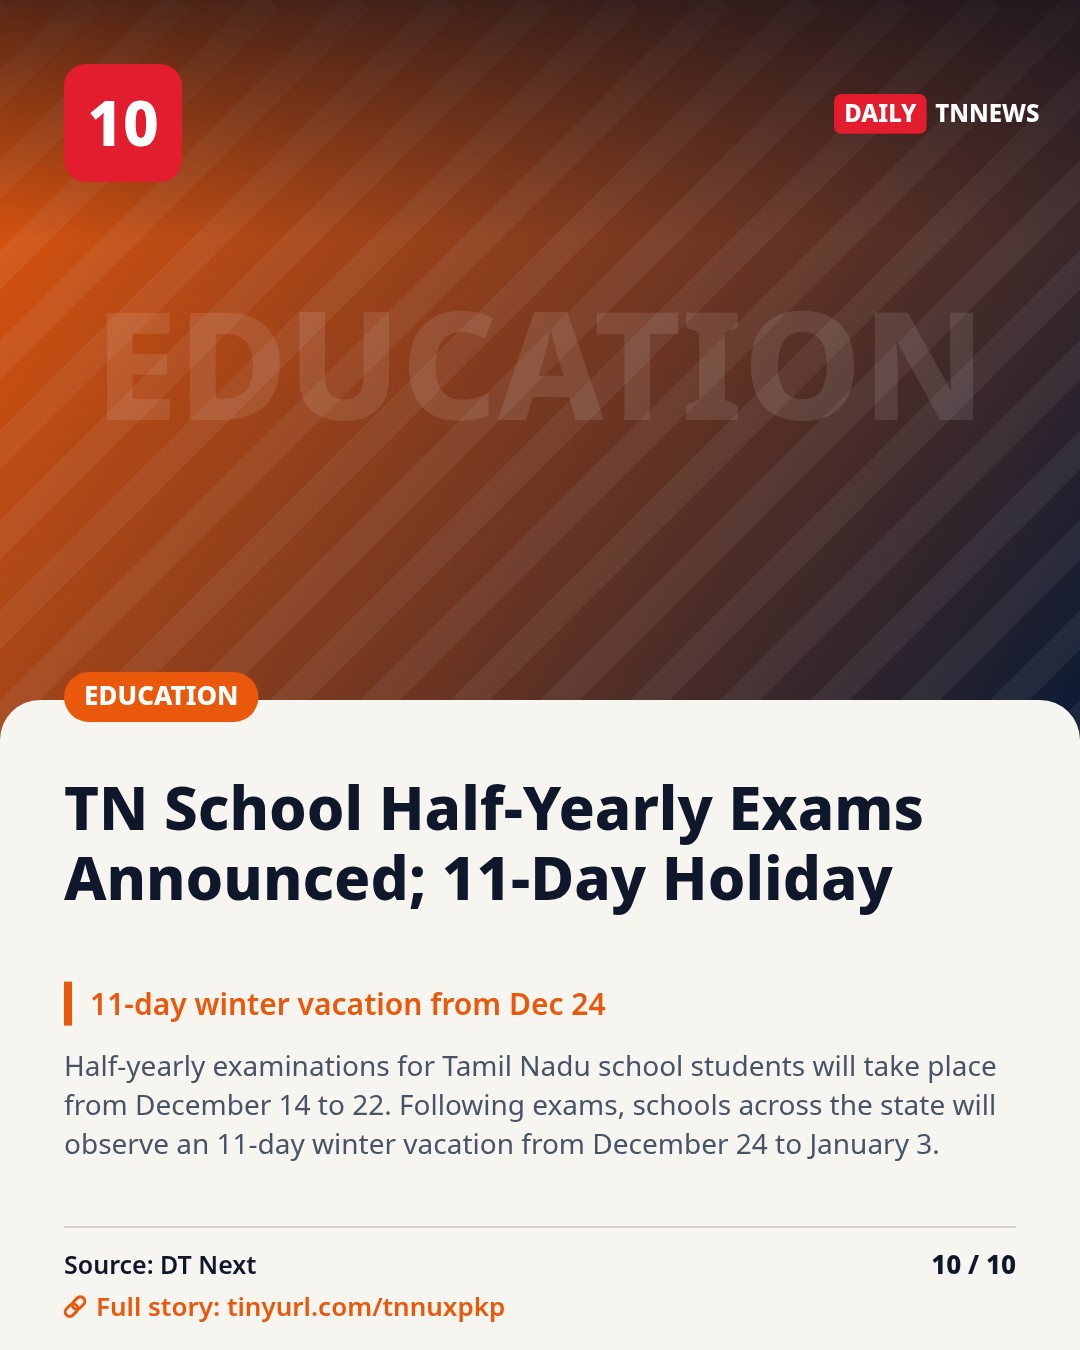 10
DAILY TNNEWS
EDUCATION
EDUCATION
TN School Half-Yearly Exams
Announced; 11-Day Holiday
11-day winter vacation from Dec 24
Half-yearly examinations for Tamil Nadu school students will take place
from December 14 to 22. Following exams, schools across the state will
observe an 11-day winter vacation from December 24 to January 3.
Source: DT Next
10 / 10
Full story: tinyurl.com/tnnuxpkp